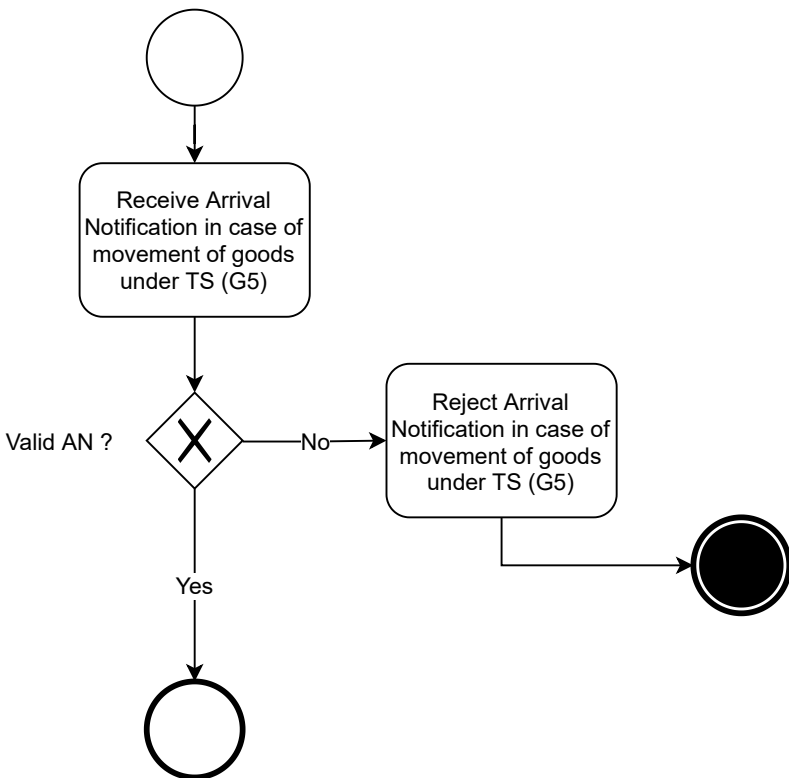 Receive Arrival
Notification in case of
movement of goods
under TS (G5)
Valid AN ?
No
Reject Arrival
Notification in case of
movement of goods
under TS (G5)
Yes